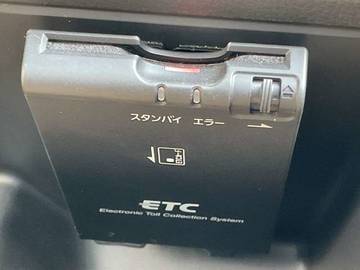 スタンバイ エラー
ETC
Electronic Toll Collection System